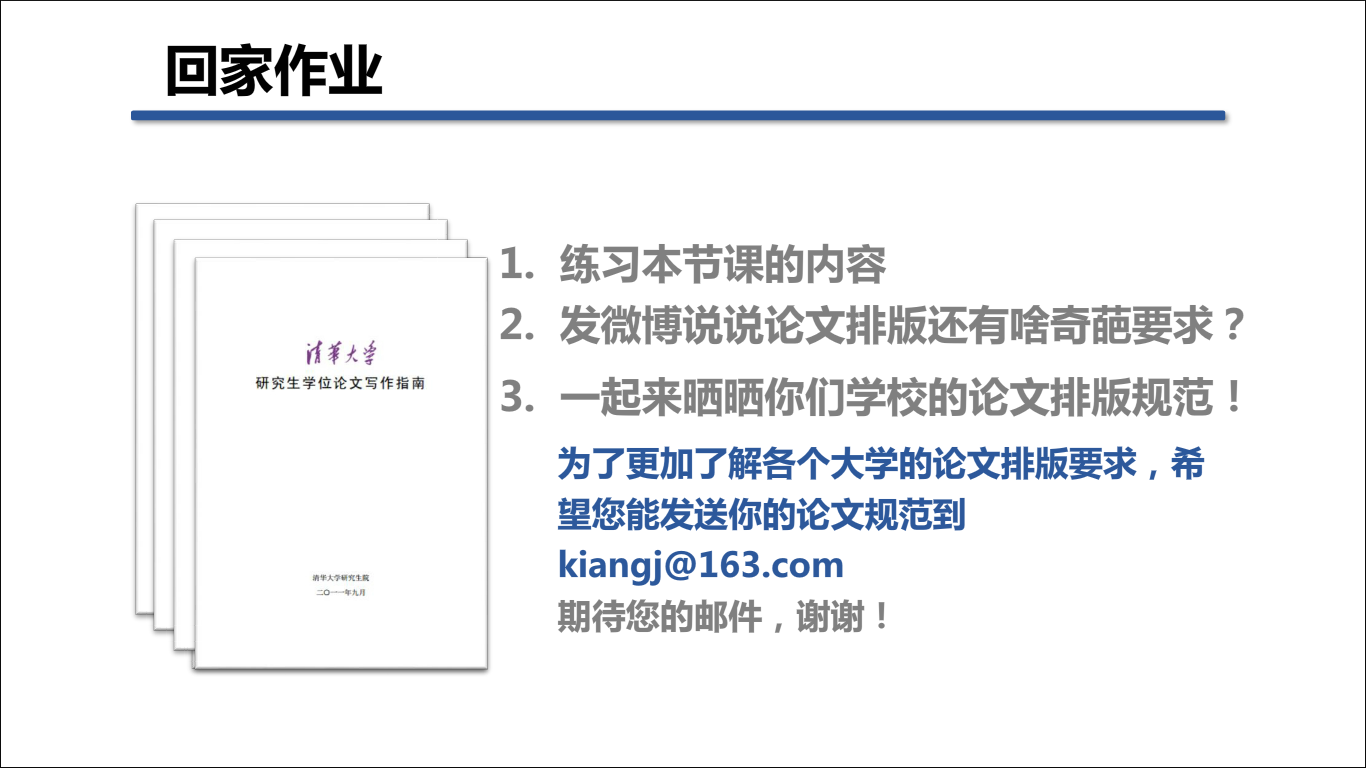 回家作业
清华大学
研究生学位论文写作指南
清华大学研究生院
二〇一一年九月
1. 练习本节课的内容
2. 发微博说说论文排版还有啥奇葩要求？
3. 一起来晒晒你们学校的论文排版规范！
为了更加了解各个大学的论文排版要求，希
望您能发送你的论文规范到
kiangj@163.com
期待您的邮件，谢谢！